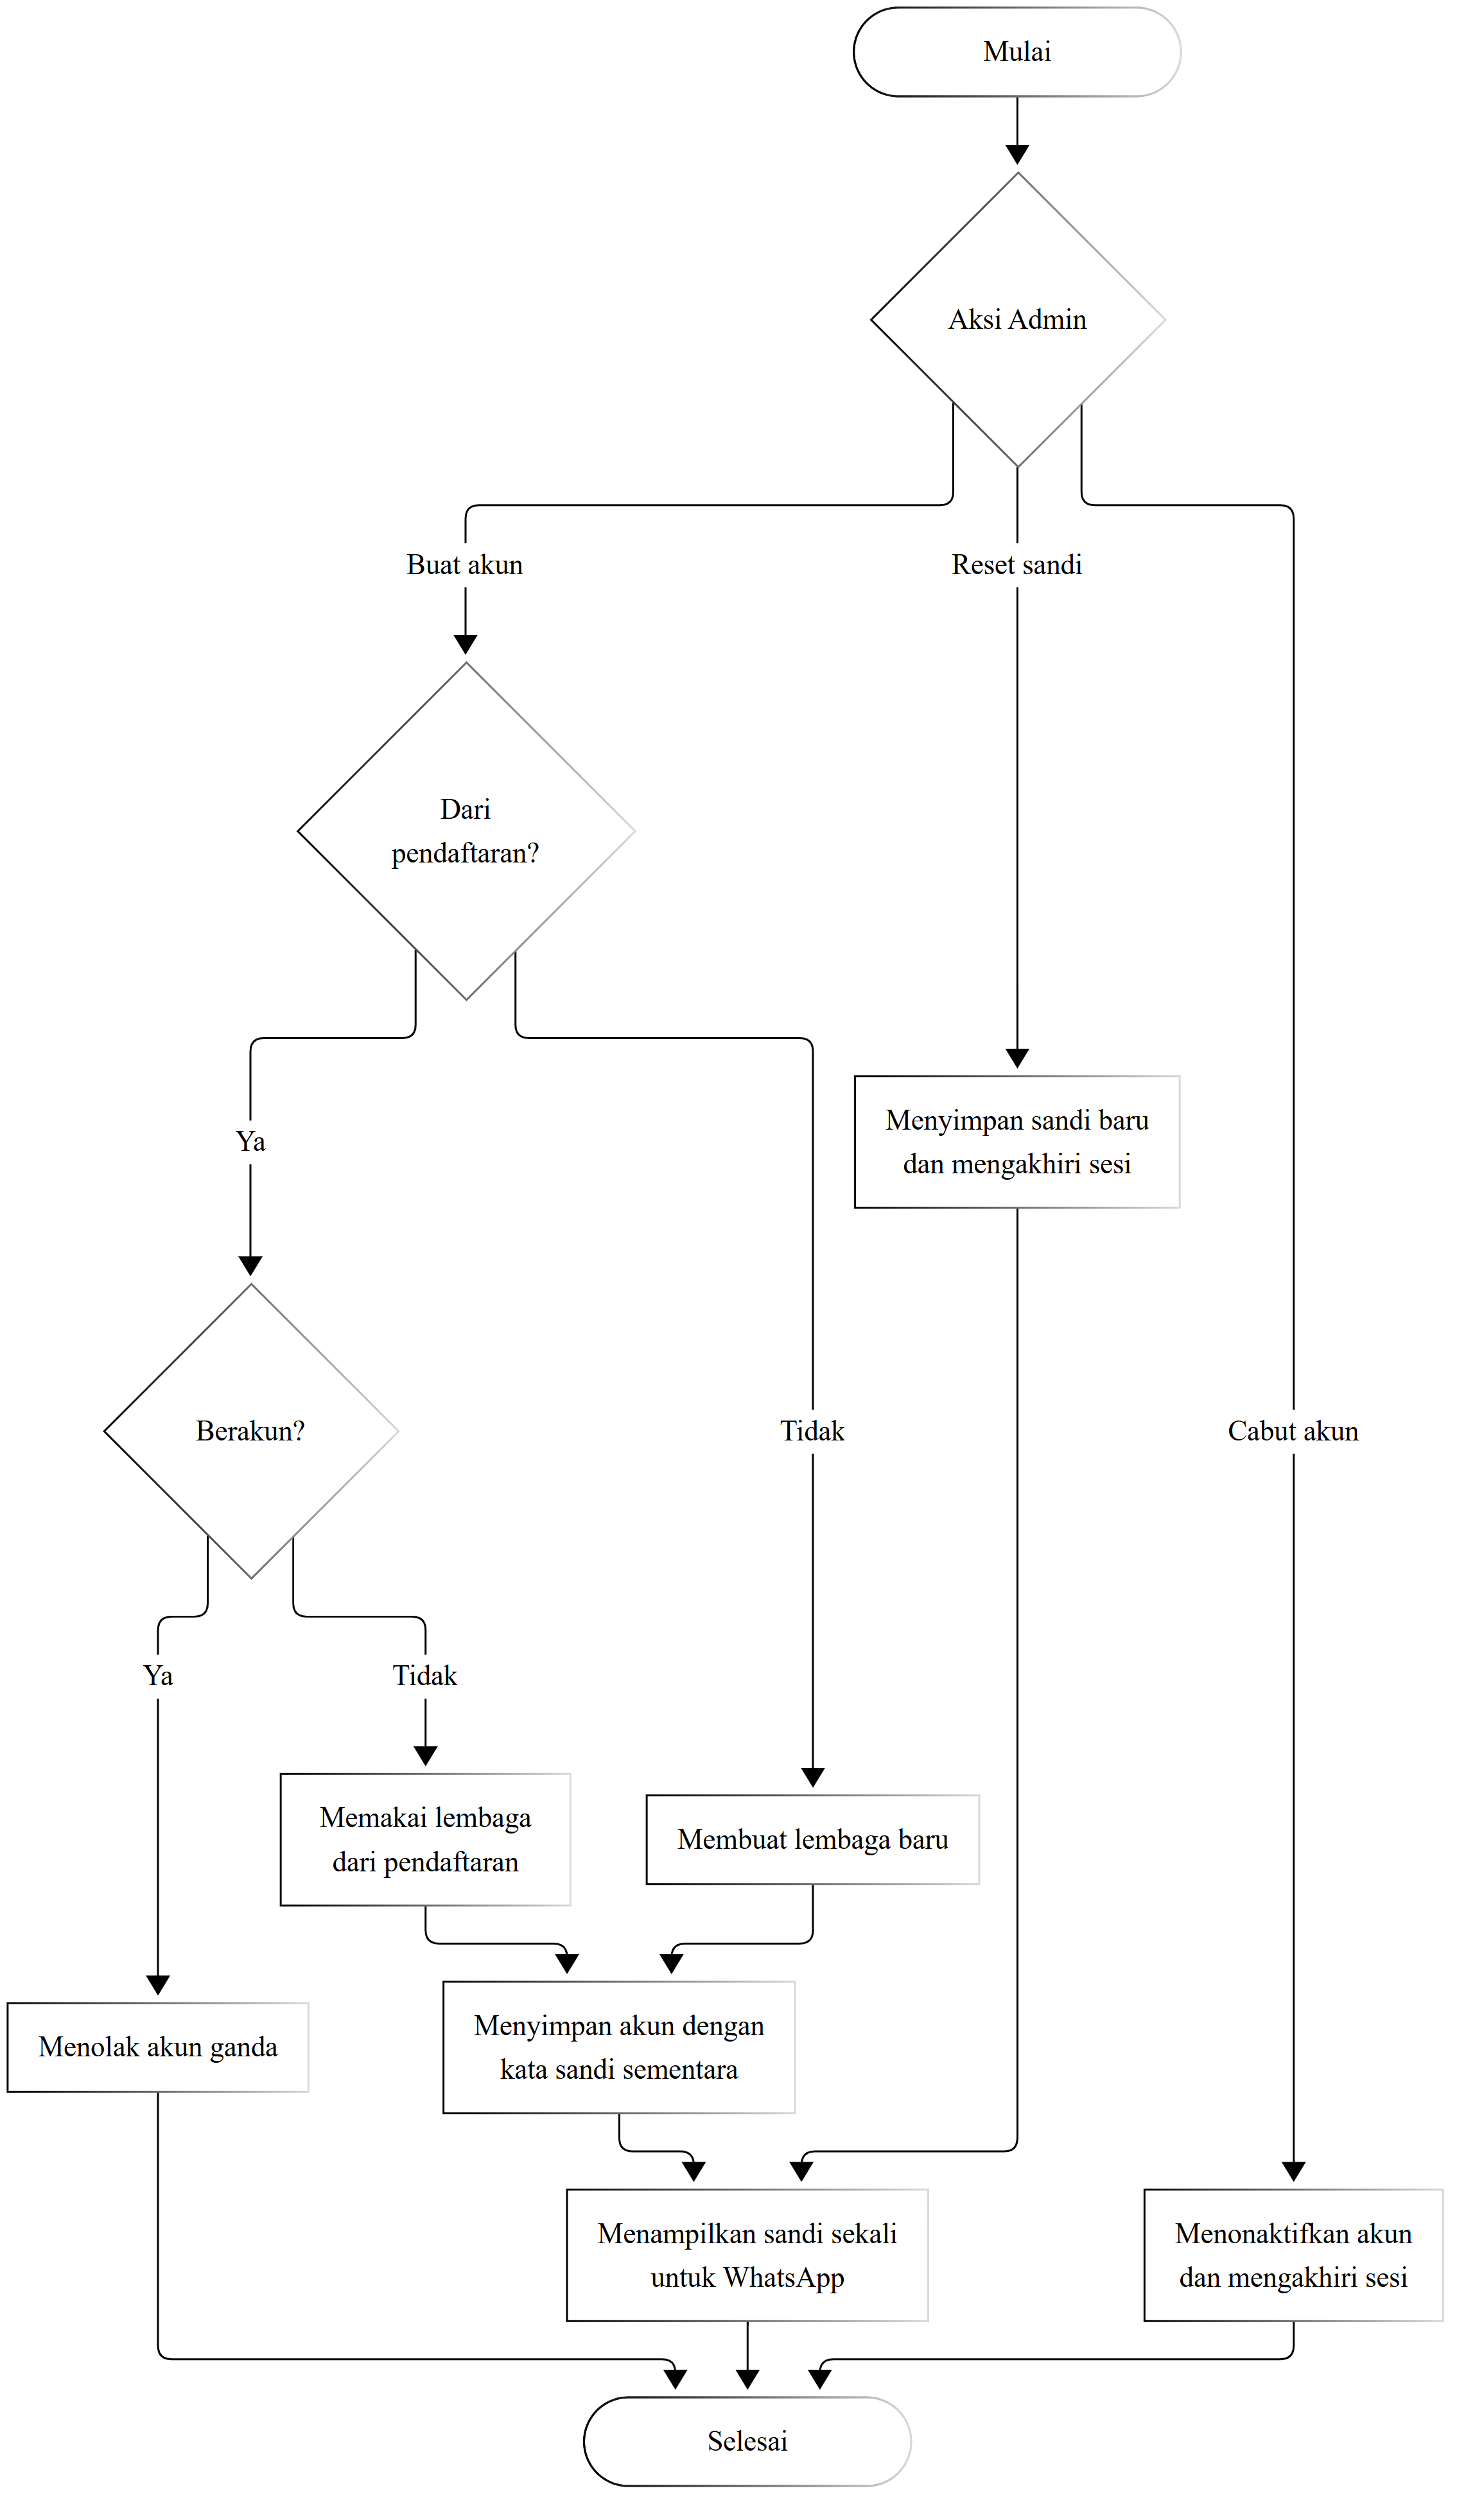 Mulai
Aksi Admin
Buat akun
Reset sandi
Dari
pendaftaran?
Menyimpan sandi baru
dan mengakhiri sesi
Ya
Berakun?
Tidak
Cabut akun
Ya
Tidak
Memakai lembaga
dari pendaftaran
Membuat lembaga baru
Menolak akun ganda
Menyimpan akun dengan
kata sandi sementara
Menampilkan sandi sekali
untuk WhatsApp
Menonaktifkan akun
dan mengakhiri sesi
Selesai